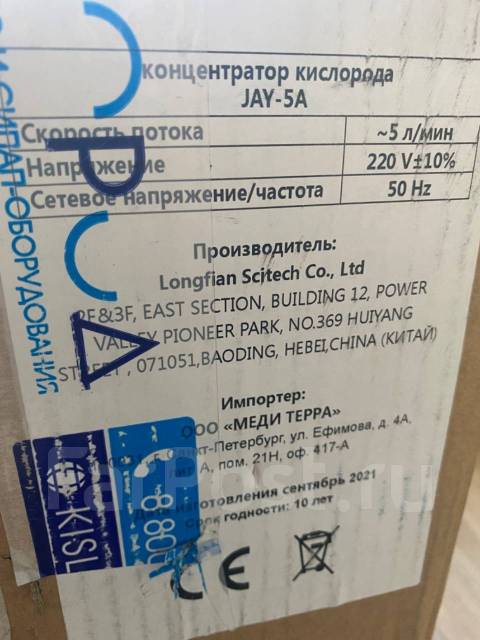 концентратор кислорода
JAY-5A
Скорость потока ~5 л/мин
Напряжение 220 V±10%
Сетевое напряжение/частота 50 Hz
Производитель:
Longfian Scitech Co., Ltd
2F&3F, EAST SECTION, BUILDING 12, POWER
VALLEY PIONEER PARK, NO.369 HUIYANG
STREET, 071051,BAODING, HEBEI,CHINA (КИТАЙ)
Импортер:
ООО «МЕДИ ТЕРРА»
Санкт-Петербург, ул. Ефимова, д. 4А,
А, пом. 21Н, оф. 417-А
изготовления сентябрь 2021
Срок годности: 10 лет
CE
ОБОРУДОВАНИЯ
KISL
8 800
FarPost.ru